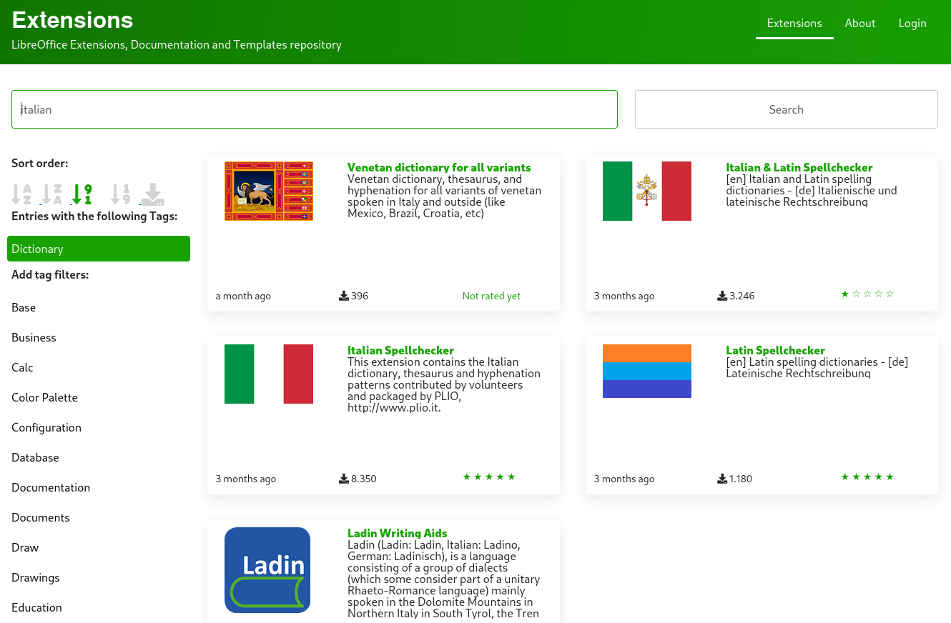 Extensions
LibreOffice Extensions, Documentation and Templates repository
Extensions
About
Login
italian
Search
Sort order:
A
Z
Z
A
9
1
1
9
Entries with the following Tags:
Dictionary
Add tag filters:
Base
Business
Calc
Color Palette
Configuration
Database
Documentation
Documents
Draw
Drawings
Education
Venetan dictionary for all variants
Venetan dictionary, thesaurus, and
hyphenation for all variants of venetan
spoken in Italy and outside (like
Mexico, Brazil, Croatia, etc)
a month ago
396
Not rated yet
Italian & Latin Spellchecker
[en] Italian and Latin spelling
dictionaries - [de] Italienische und
lateinische Rechtschreibung
3 months ago
3.246
Italian Spellchecker
This extension contains the Italian
dictionary, thesaurus and hyphenation
patterns contributed by volunteers
and packaged by PLIO,
http://www.plio.it.
3 months ago
8.350
Latin Spellchecker
[en] Latin spelling dictionaries - [de]
Lateinische Rechtschreibung
3 months ago
1.180
Ladin
Ladin Writing Aids
Ladin (Ladin: Ladin, Italian: Ladino,
German: Ladinisch), is a language
consisting of a group of dialects
(which some consider part of a unitary
Rhaeto-Romance language) mainly
spoken in the Dolomite Mountains in
Northern Italy in South Tyrol, the Tren